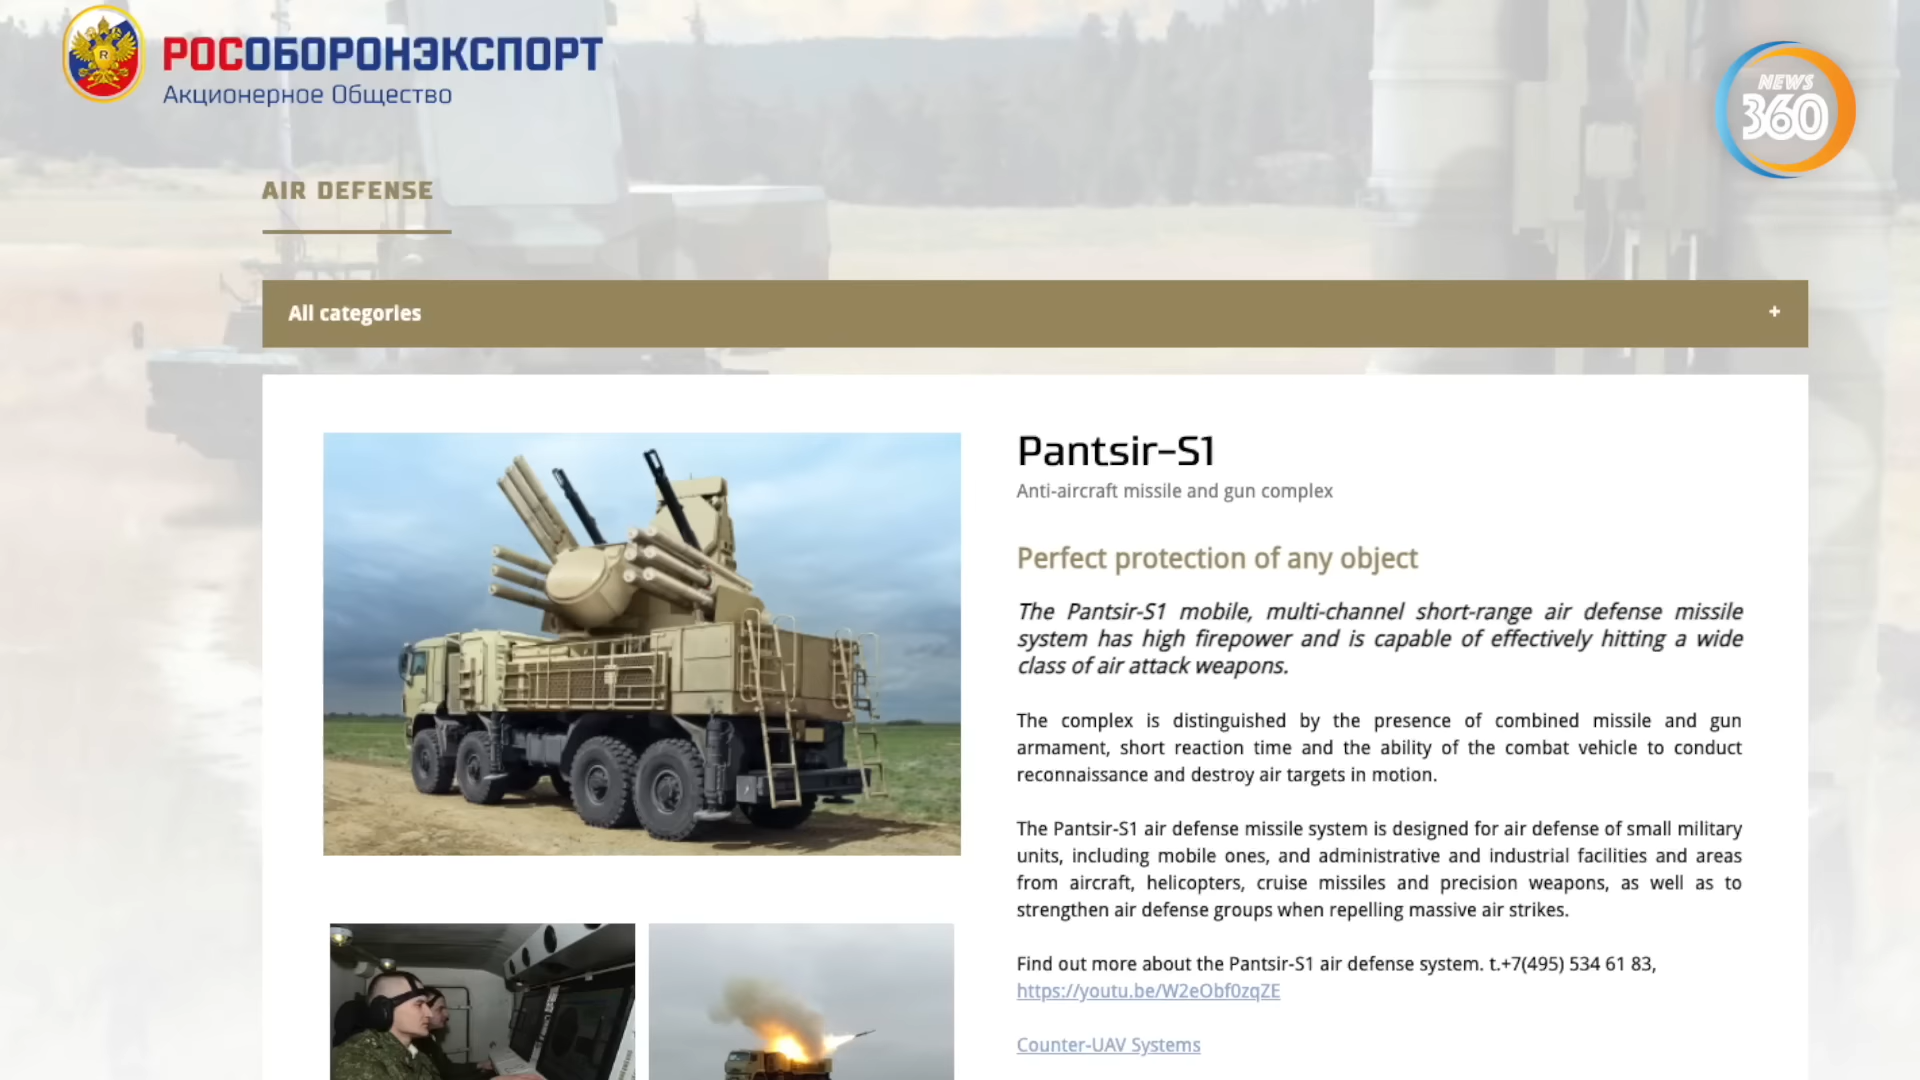 РОСОБОРОНЭКСПОРТ
Акционерное Общество
NEWS
360
AIR DEFENSE
All categories
+
Pantsir-S1
Anti-aircraft missile and gun complex
Perfect protection of any object
The Pantsir-S1 mobile, multi-channel short-range air defense missile
system has high firepower and is capable of effectively hitting a wide
class of air attack weapons.
The complex is distinguished by the presence of combined missile and gun
armament, short reaction time and the ability of the combat vehicle to conduct
reconnaissance and destroy air targets in motion.
The Pantsir-S1 air defense missile system is designed for air defense of small military
units, including mobile ones, and administrative and industrial facilities and areas
from aircraft, helicopters, cruise missiles and precision weapons, as well as to
strengthen air defense groups when repelling massive air strikes.
Find out more about the Pantsir-S1 air defense system. t.+7(495) 534 61 83,
https://youtu.be/W2eObf0zqZE
Counter-UAV Systems